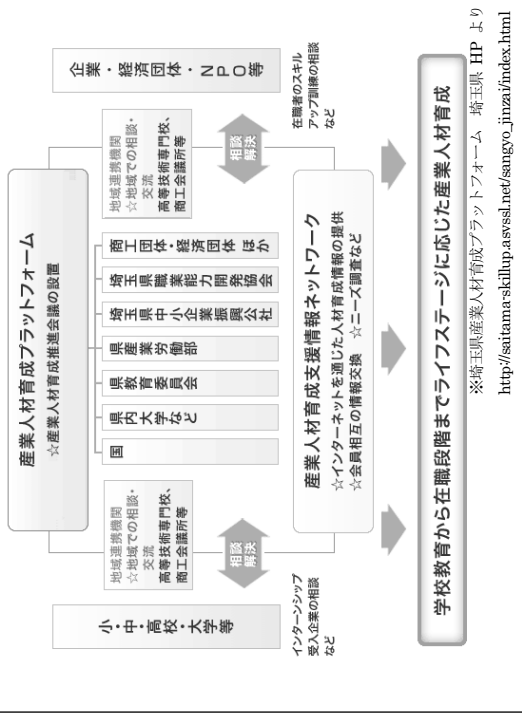 産業人材育成プラットフォーム
☆産業人材育成推進会議の設置
小・中・高校・大学等
地域連携機関
☆地域での相談・
交流
高等技術専門校、
商工会議所等
国
県内大学など
県教育委員会
県産業労働部
埼玉県中小企業振興公社
埼玉県職業能力開発協会
商工団体・経済団体 ほか
地域連携機関
☆地域での相談・
交流
高等技術専門校、
商工会議所等
企業・経済団体・NPO等
相談
解決
相談
解決
インターンシップ
受入企業の相談
など
産業人材育成支援情報ネットワーク
☆インターネットを通じた人材育成情報の提供
☆会員相互の情報交換 ☆ニーズ調査など
在職者のスキル
アップ訓練の相談
など
学校教育から在職段階までライフステージに応じた産業人材育成
※埼玉県産業人材育成プラットフォーム 埼玉県 HP より
http://saitama-skillup.asvssl.net/sangyo_jinzai/index.html